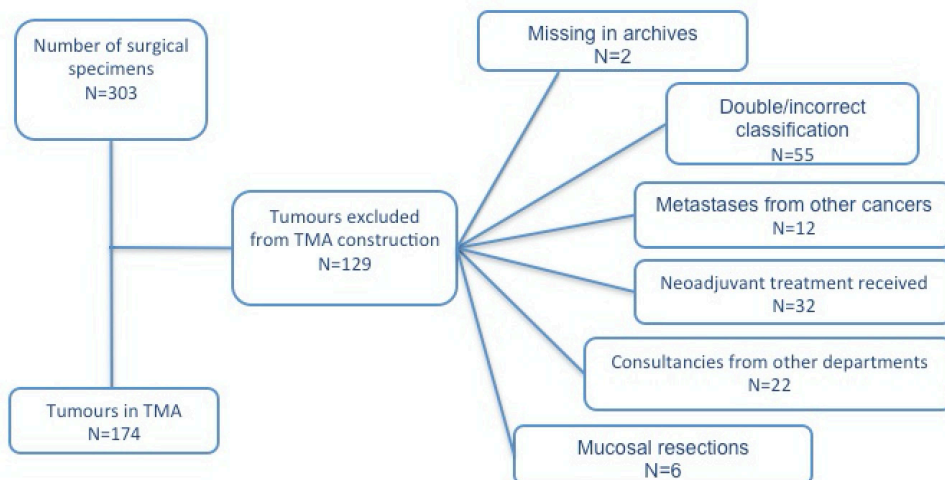 Number of surgical
specimens
N=303
Tumours excluded
from TMA construction
N=129
Tumours in TMA
N=174
Missing in archives
N=2
Double/incorrect
classification
N=55
Metastases from other cancers
N=12
Neoadjuvant treatment received
N=32
Consultancies from other departments
N=22
Mucosal resections
N=6